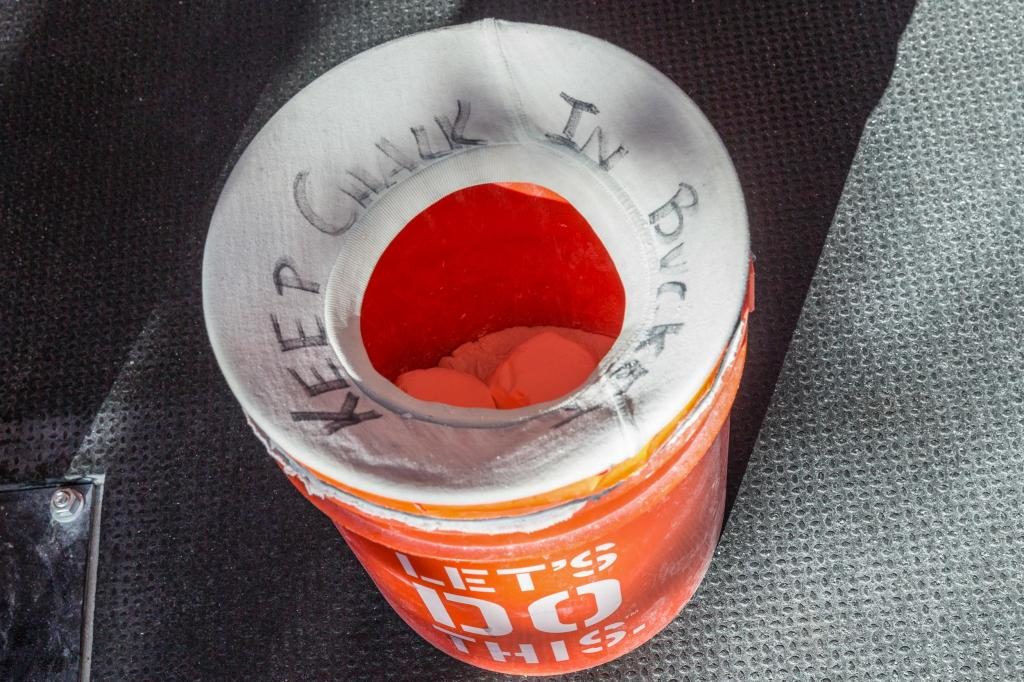 KEEP CHALK IN BUCKET
LET'S
DO
THIS.